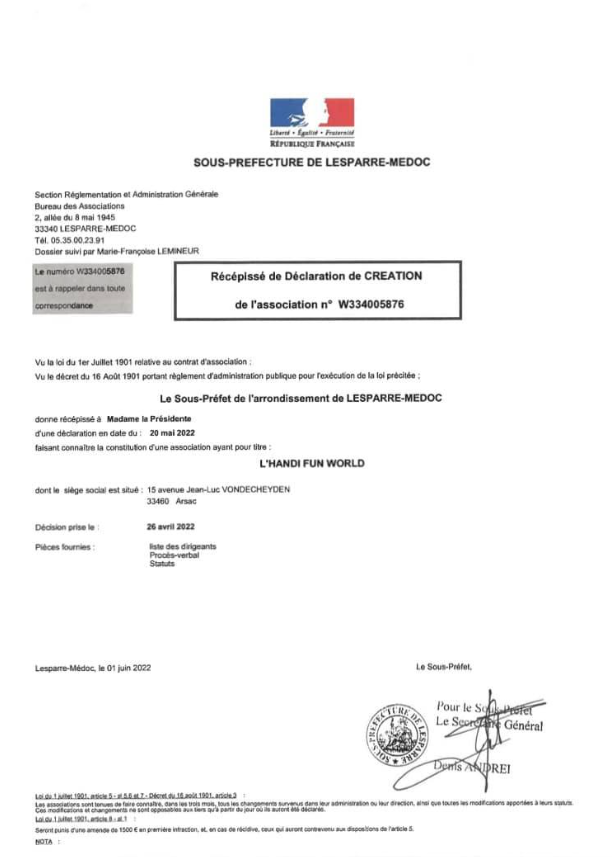 Liberté • Égalité • Fraternité
RÉPUBLIQUE FRANÇAISE
SOUS-PREFECTURE DE LESPARRE-MEDOC
Section Réglementation et Administration Générale
Bureau des Associations
2, allée du 8 mai 1945
33340 LESPARRE-MEDOC
Tél. 05.35.00.23.91
Dossier suivi par Marie-Françoise LEMINEUR
Le numéro W334005876
est à rappeler dans toute
correspondance
Récépissé de Déclaration de CREATION
de l'association n° W334005876
Vu la loi du 1er Juillet 1901 relative au contrat d'association ;
Vu le décret du 16 Août 1901 portant règlement d'administration publique pour l'exécution de la loi précitée ;
Le Sous-Préfet de l'arrondissement de LESPARRE-MEDOC
donne récépissé à Madame la Présidente
d'une déclaration en date du : 20 mai 2022
faisant connaître la constitution d'une association ayant pour titre :
L'HANDI FUN WORLD
dont le siège social est situé : 15 avenue Jean-Luc VONDECHEYDEN
33460 Arsac
Décision prise le : 26 avril 2022
Pièces fournies : liste des dirigeants
Procès-verbal
Statuts
Lesparre-Médoc, le 01 juin 2022
Le Sous-Préfet,
Pour le Sous-Préfet
Le Secrétaire Général
SOUS-PREFECTURE DE LESPARRE
Denis ANDREI
Loi du 1 juillet 1901, article 5 - al 5,6 et 7 - Décret du 16 août 1901, article 3 :
Les associations sont tenues de faire connaître, dans les trois mois, tous les changements survenus dans leur administration ou leur direction, ainsi que toutes les modifications apportées à leurs statuts.
Ces modifications et changements ne sont opposables aux tiers qu'à partir du jour où ils auront été déclarés.
Loi du 1 juillet 1901, article 8 - al 1 :
Seront punis d'une amende de 1500 € en première infraction, et, en cas de récidive, ceux qui auront contrevenu aux dispositions de l'article 5.
NOTA :